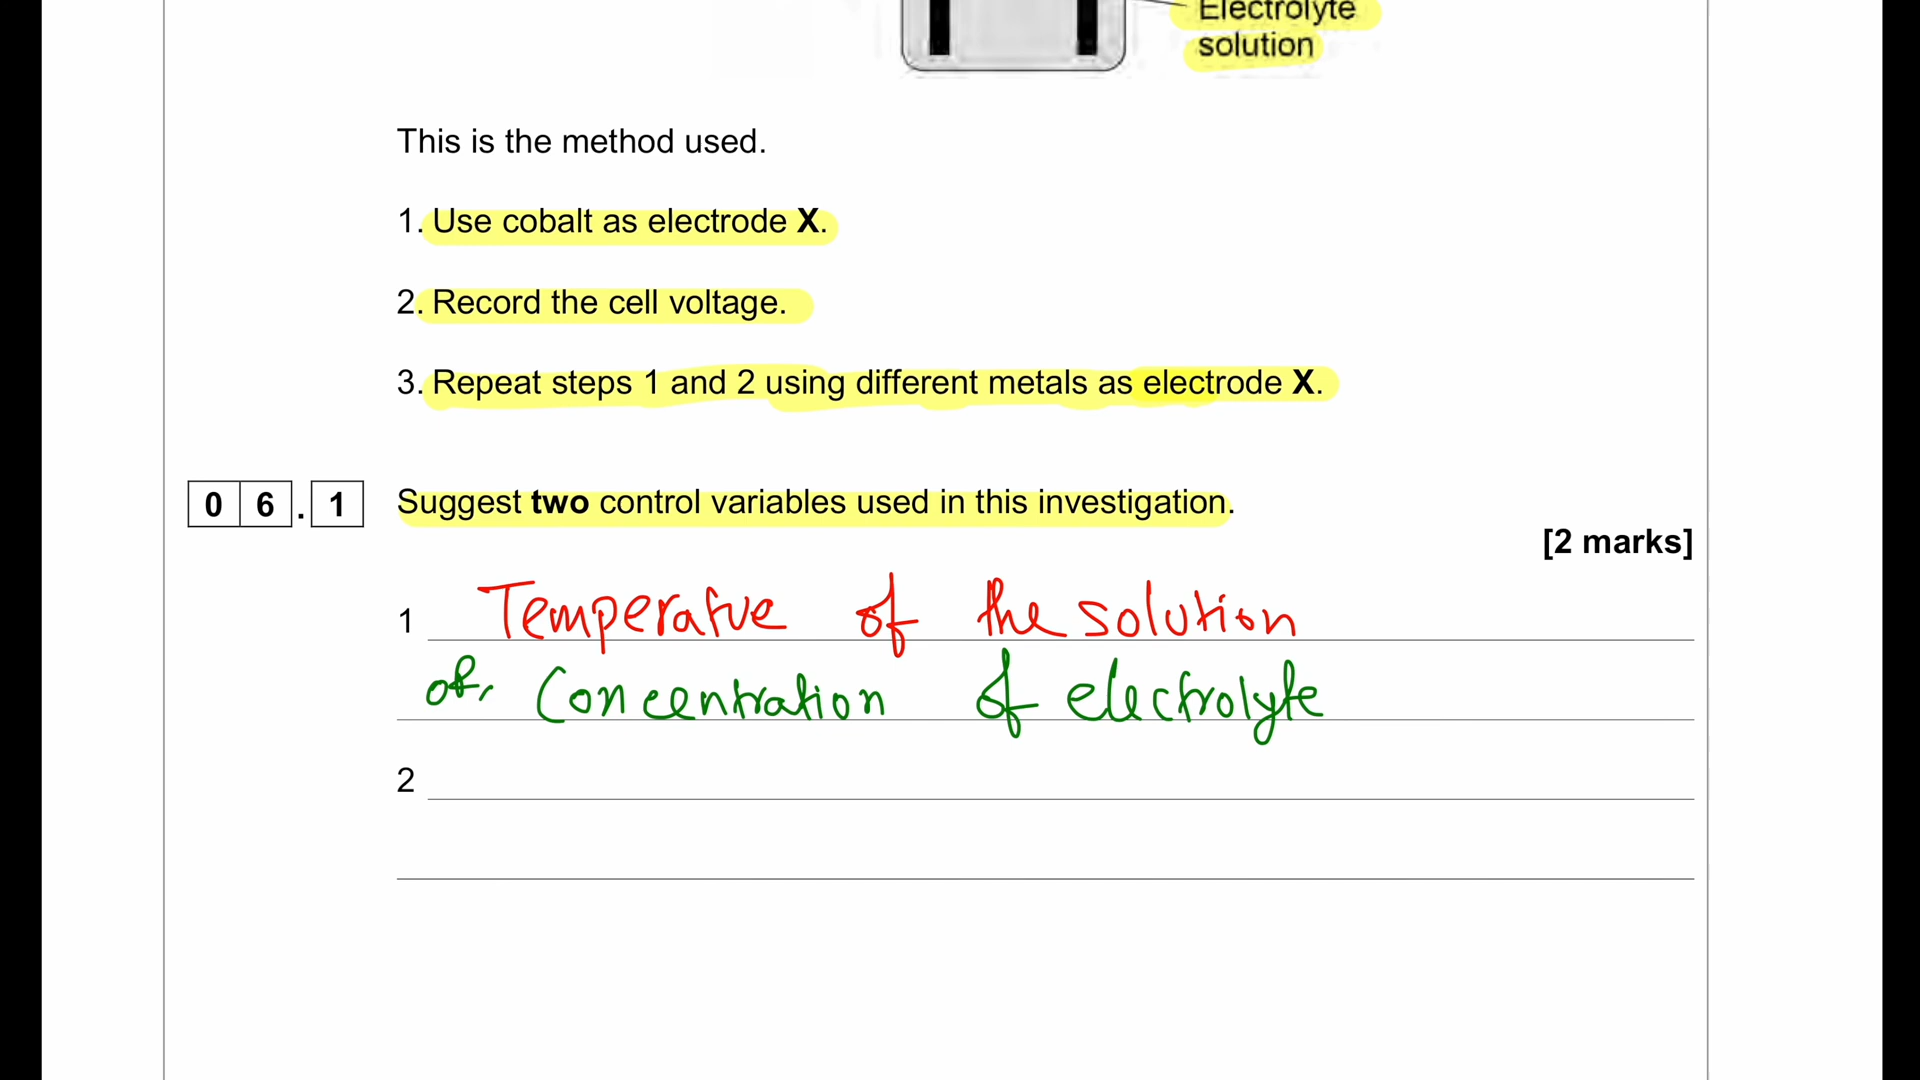 Electrolyte
solution
This is the method used.
1. Use cobalt as electrode X.
2. Record the cell voltage.
3. Repeat steps 1 and 2 using different metals as electrode X.
0 6 . 1 Suggest two control variables used in this investigation.
[2 marks]
1 Temperature of the solution
or, Concentration of electrolyte
2